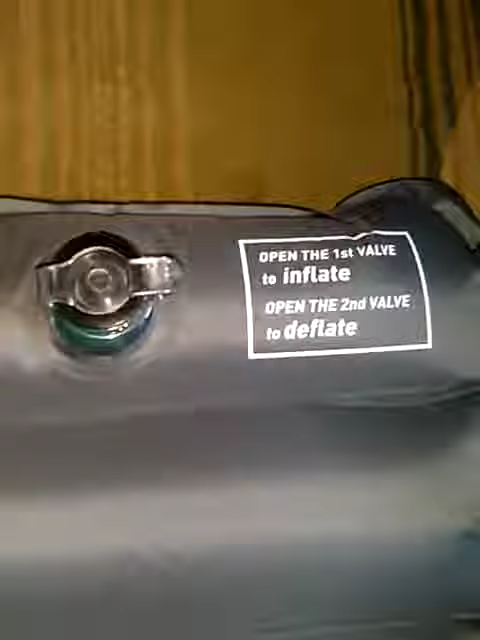 OPEN THE 1st VALVE
to inflate
OPEN THE 2nd VALVE
to deflate